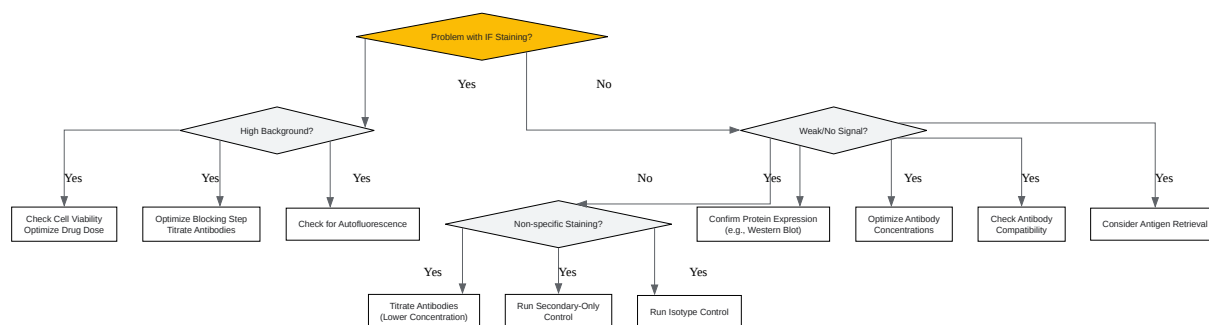 Problem with IF Staining?
Yes
No
High Background?
Weak/No Signal?
Yes
Yes
Yes
No
Yes
Yes
Yes
Yes
Check Cell Viability
Optimize Drug Dose
Optimize Blocking Step
Titrate Antibodies
Check for Autofluorescence
Non-specific Staining?
Confirm Protein Expression
(e.g., Western Blot)
Optimize Antibody
Concentrations
Check Antibody
Compatibility
Consider Antigen Retrieval
Yes
Yes
Yes
Titrate Antibodies
(Lower Concentration)
Run Secondary-Only
Control
Run Isotype Control